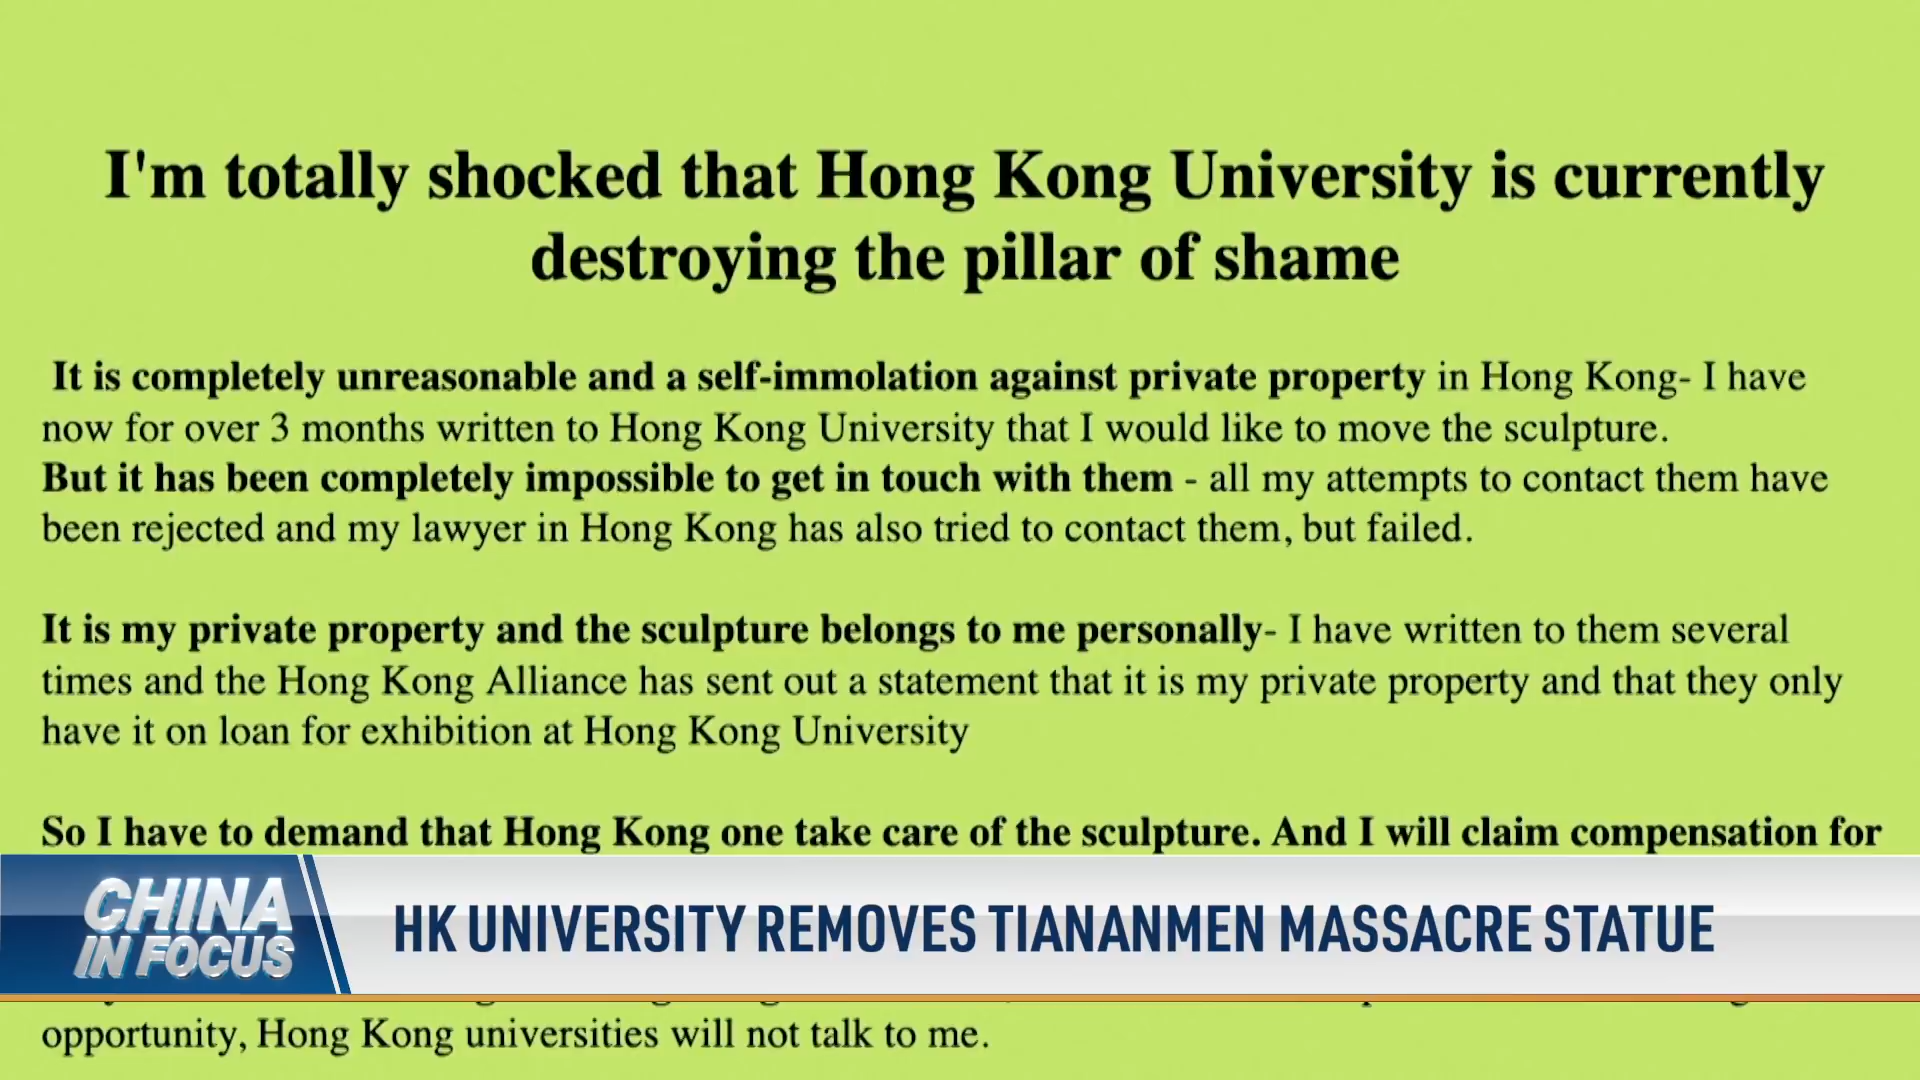 I'm totally shocked that Hong Kong University is currently
destroying the pillar of shame
It is completely unreasonable and a self-immolation against private property in Hong Kong- I have
now for over 3 months written to Hong Kong University that I would like to move the sculpture.
But it has been completely impossible to get in touch with them - all my attempts to contact them have
been rejected and my lawyer in Hong Kong has also tried to contact them, but failed.
It is my private property and the sculpture belongs to me personally- I have written to them several
times and the Hong Kong Alliance has sent out a statement that it is my private property and that they only
have it on loan for exhibition at Hong Kong University
So I have to demand that Hong Kong one take care of the sculpture. And I will claim compensation for
CHINA
IN FOCUS
HK UNIVERSITY REMOVES TIANANMEN MASSACRE STATUE
opportunity, Hong Kong universities will not talk to me.